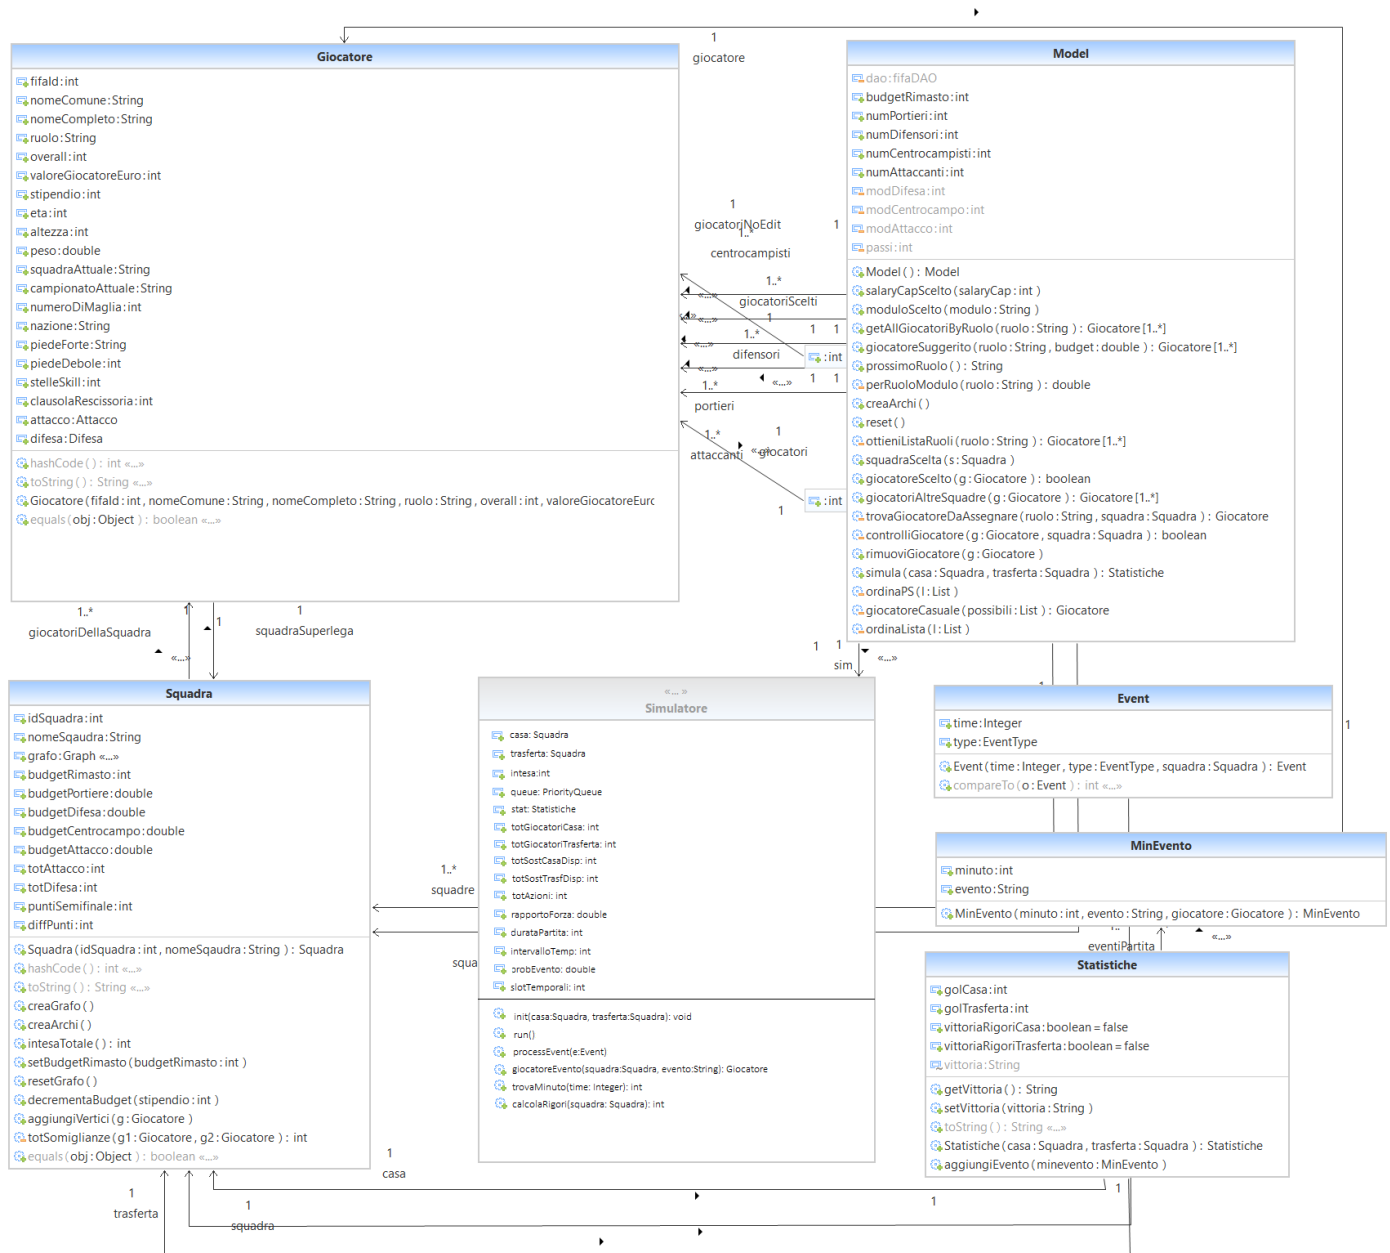 1
giocatore
Giocatore
fifaId:int
nomeComune:String
nomeCompleto:String
ruolo:String
overall:int
valoreGiocatoreEuro:int
stipendio:int
eta:int
altezza:int
peso:double
squadraAttuale:String
campionatoAttuale:String
numeroDiMaglia:int
nazione:String
piedeForte:String
piedeDebole:int
stelleSkill:int
clausolaRescissoria:int
attacco:Attacco
difesa:Difesa
hashCode(): int «...»
toString(): String «...»
Giocatore(fifaId:int, nomeComune:String, nomeCompleto:String, ruolo:String, overall:int, valoreGiocatoreEurc
equals(obj:Object): boolean «...»
Model
dao:fifaDAO
budgetRimasto:int
numPortieri:int
numDifensori:int
numCentrocampisti:int
numAttaccanti:int
modDifesa:int
modCentrocampo:int
modAttacco:int
passi:int
Model(): Model
salaryCapScelto(salaryCap:int)
moduloScelto(modulo:String)
getAllGiocatoriByRuolo(ruolo:String): Giocatore[1..*]
giocatoreSuggerito(ruolo:String, budget:double): Giocatore[1..*]
prossimoRuolo(): String
perRuoloModulo(ruolo:String): double
creaArchi()
reset()
ottieniListaRuoli(ruolo:String): Giocatore[1..*]
squadraScelta(s:Squadra)
giocatoreScelto(g:Giocatore): boolean
giocatoriAltreSquadre(g:Giocatore): Giocatore[1..*]
trovaGiocatoreDaAssegnare(ruolo:String, squadra:Squadra): Giocatore
controlliGiocatore(g:Giocatore, squadra:Squadra): boolean
rimuoviGiocatore(g:Giocatore)
simula(casa:Squadra, trasferta:Squadra): Statistiche
ordinaPS(l:List)
giocatoreCasuale(possibili:List): Giocatore
ordinaLista(l:List)
1
giocatoriNoEdit
1
1..*
centrocampisti
1..*
«...»
giocatoriScelti
1
«...»
1 1
1..*
«...»
difensori
:int
«...»
1 1
1..*
portieri
1..*
1
attaccanti
giocatori
:int
1
1..*
giocatoriDellaSquadra
1
1
1
squadraSuperlega
«...»
1 1
sim
«...»
1
Squadra
idSquadra:int
nomeSqaudra:String
grafo:Graph «...»
budgetRimasto:int
budgetPortiere:double
budgetDifesa:double
budgetCentrocampo:double
budgetAttacco:double
totAttacco:int
totDifesa:int
puntiSemifinale:int
diffPunti:int
Squadra(idSquadra:int, nomeSqaudra:String): Squadra
hashCode(): int «...»
toString(): String «...»
creaGrafo()
creaArchi()
intesaTotale(): int
setBudgetRimasto(budgetRimasto:int)
resetGrafo()
decrementaBudget(stipendio:int)
aggiungiVertici(g:Giocatore)
totSomiglianze(g1:Giocatore, g2:Giocatore): int
equals(obj:Object): boolean «...»
1..*
squadre
squa
«... »
Simulatore
casa: Squadra
trasferta: Squadra
intesa:int
queue: PriorityQueue
stat: Statistiche
totGiocatoriCasa: int
totGiocatoriTrasferta: int
totSostCasaDisp: int
totSostTrasfDisp: int
totAzioni: int
rapportoForza: double
durataPartita: int
intervalloTemp: int
probEvento: double
slotTemporali: int
init(casa:Squadra, trasferta:Squadra): void
run()
processEvent(e:Event)
giocatoreEvento(squadra:Squadra, evento:String): Giocatore
trovaMinuto(time: Integer): int
calcolaRigori(squadra: Squadra): int
Event
time:Integer
type:EventType
Event(time:Integer, type:EventType, squadra:Squadra): Event
compareTo(o:Event): int «...»
1
MinEvento
minuto:int
evento:String
MinEvento(minuto:int, evento:String, giocatore:Giocatore): MinEvento
«...»
eventiPartita
Statistiche
golCasa:int
golTrasferta:int
vittoriaRigoriCasa:boolean = false
vittoriaRigoriTrasferta:boolean = false
vittoria:String
getVittoria(): String
setVittoria(vittoria:String)
toString(): String «...»
Statistiche(casa:Squadra, trasferta:Squadra): Statistiche
aggiungiEvento(minevento:MinEvento)
1
casa
1
1
1
trasferta
1
squadra